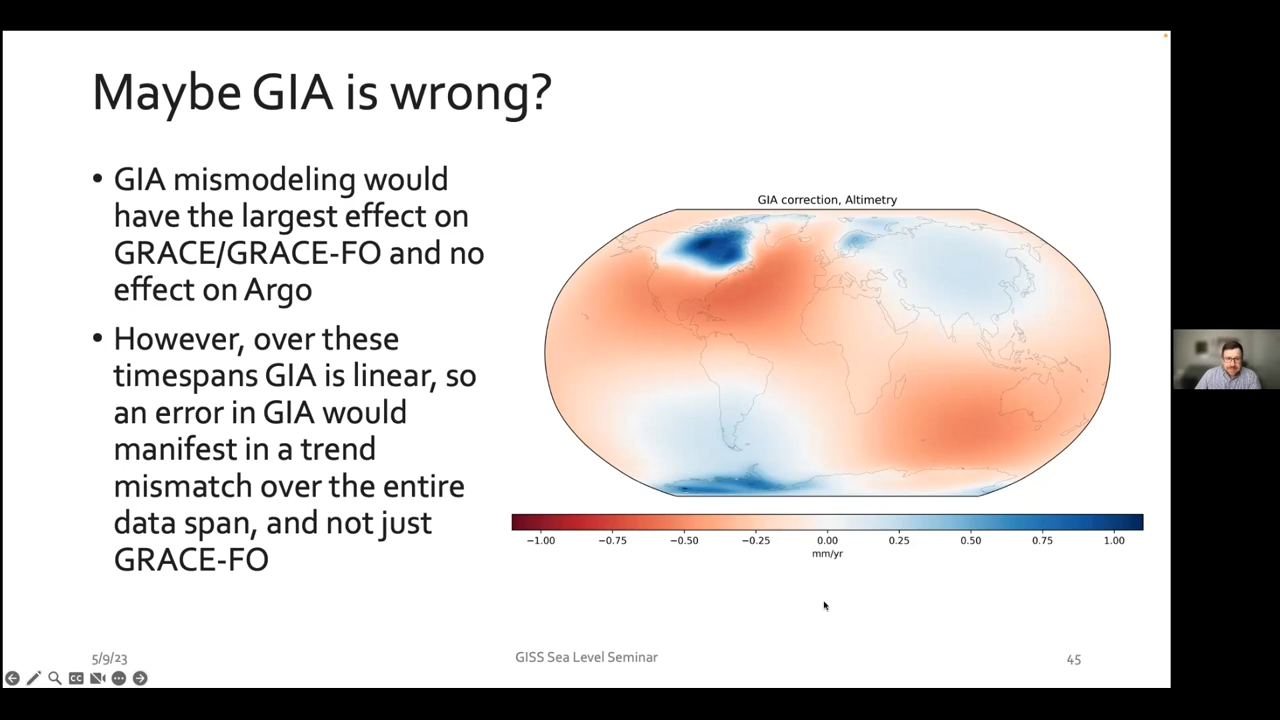 Maybe GIA is wrong?
• GIA mismodeling would
have the largest effect on
GRACE/GRACE-FO and no
effect on Argo
• However, over these
timespans GIA is linear, so
an error in GIA would
manifest in a trend
mismatch over the entire
data span, and not just
GRACE-FO
GIA correction, Altimetry
−1.00 −0.75 −0.50 −0.25 0.00 0.25 0.50 0.75 1.00
mm/yr
5/9/23 GISS Sea Level Seminar 45
CC